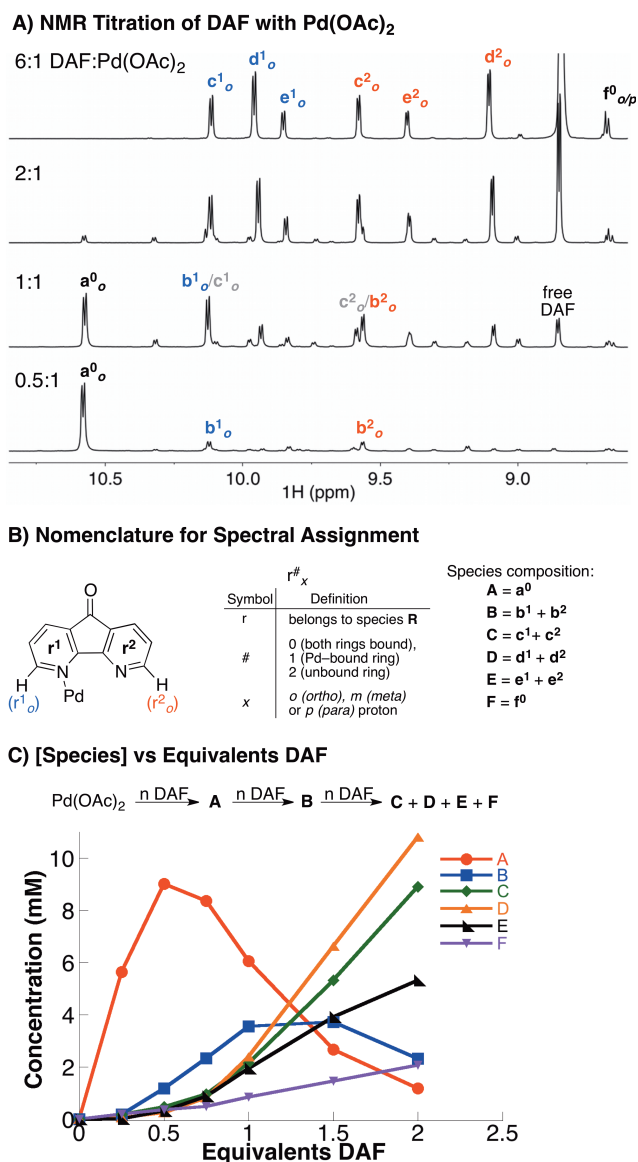 A) NMR Titration of DAF with Pd(OAc)2
6:1 DAF:Pd(OAc)2
c1o
d1o
e1o
c2o
e2o
d2o
f0o/p
2:1
1:1
a0o
b1o/c1o
c2o/b2o
free
DAF
0.5:1
a0o
b1o
b2o
10.5 10.0 9.5 9.0
1H (ppm)
B) Nomenclature for Spectral Assignment
O
r1 r2
H N N H
Pd
(r1o) (r2o)
r#x
Symbol Definition
r belongs to species R
# 0 (both rings bound),
1 (Pd–bound ring)
2 (unbound ring)
x o (ortho), m (meta)
or p (para) proton
Species composition:
A = a0
B = b1 + b2
C = c1+ c2
D = d1 + d2
E = e1 + e2
F = f0
C) [Species] vs Equivalents DAF
Pd(OAc)2 n DAF A n DAF B n DAF C + D + E + F
Concentration (mM)
10
8
6
4
2
0
A
B
C
D
E
F
0 0.5 1 1.5 2 2.5
Equivalents DAF